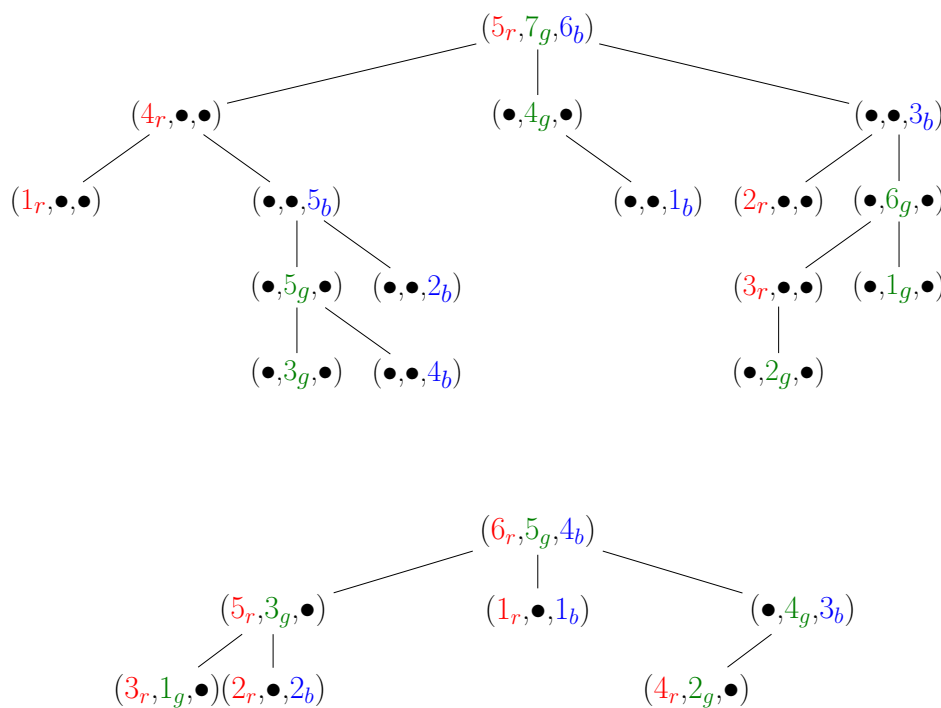 (5r,7g,6b)
(4r,●,●) (●,4g,●) (●,●,3b)
(1r,●,●) (●,●,5b) (●,●,1b) (2r,●,●) (●,6g,●)
(●,5g,●) (●,●,2b) (3r,●,●) (●,1g,●)
(●,3g,●) (●,●,4b) (●,2g,●)
(6r,5g,4b)
(5r,3g,●) (1r,●,1b) (●,4g,3b)
(3r,1g,●) (2r,●,2b) (4r,2g,●)